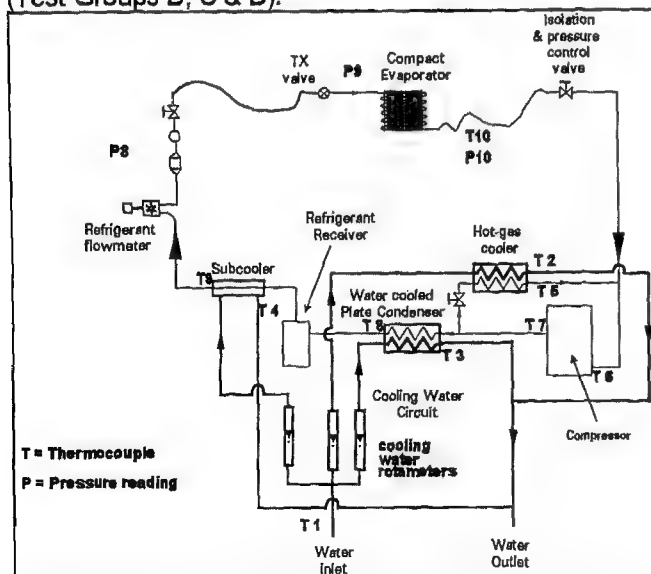 (Test Groups B, C & D).
Isolation
& pressure
control
valve
TX
valve
P9
Compact
Evaporator
T10
P10
P8
Refrigerant
flowmeter
Refrigerant
Receiver
Hot-gas
cooler
T 2
T 5
Subcooler
T9
T 4
Water cooled
Plate Condenser
T 8
T 3
T 7
T 6
Compressor
Cooling Water
Circuit
cooling
water
rotameters
T = Thermocouple
P = Pressure reading
T 1
Water
Inlet
Water
Outlet